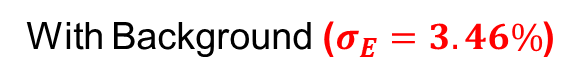 With Background (σ_E = 3.46%)